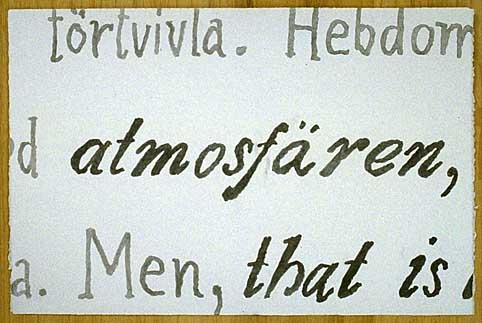 förtvivla. Hebdom
d atmosfären,
a. Men, that is